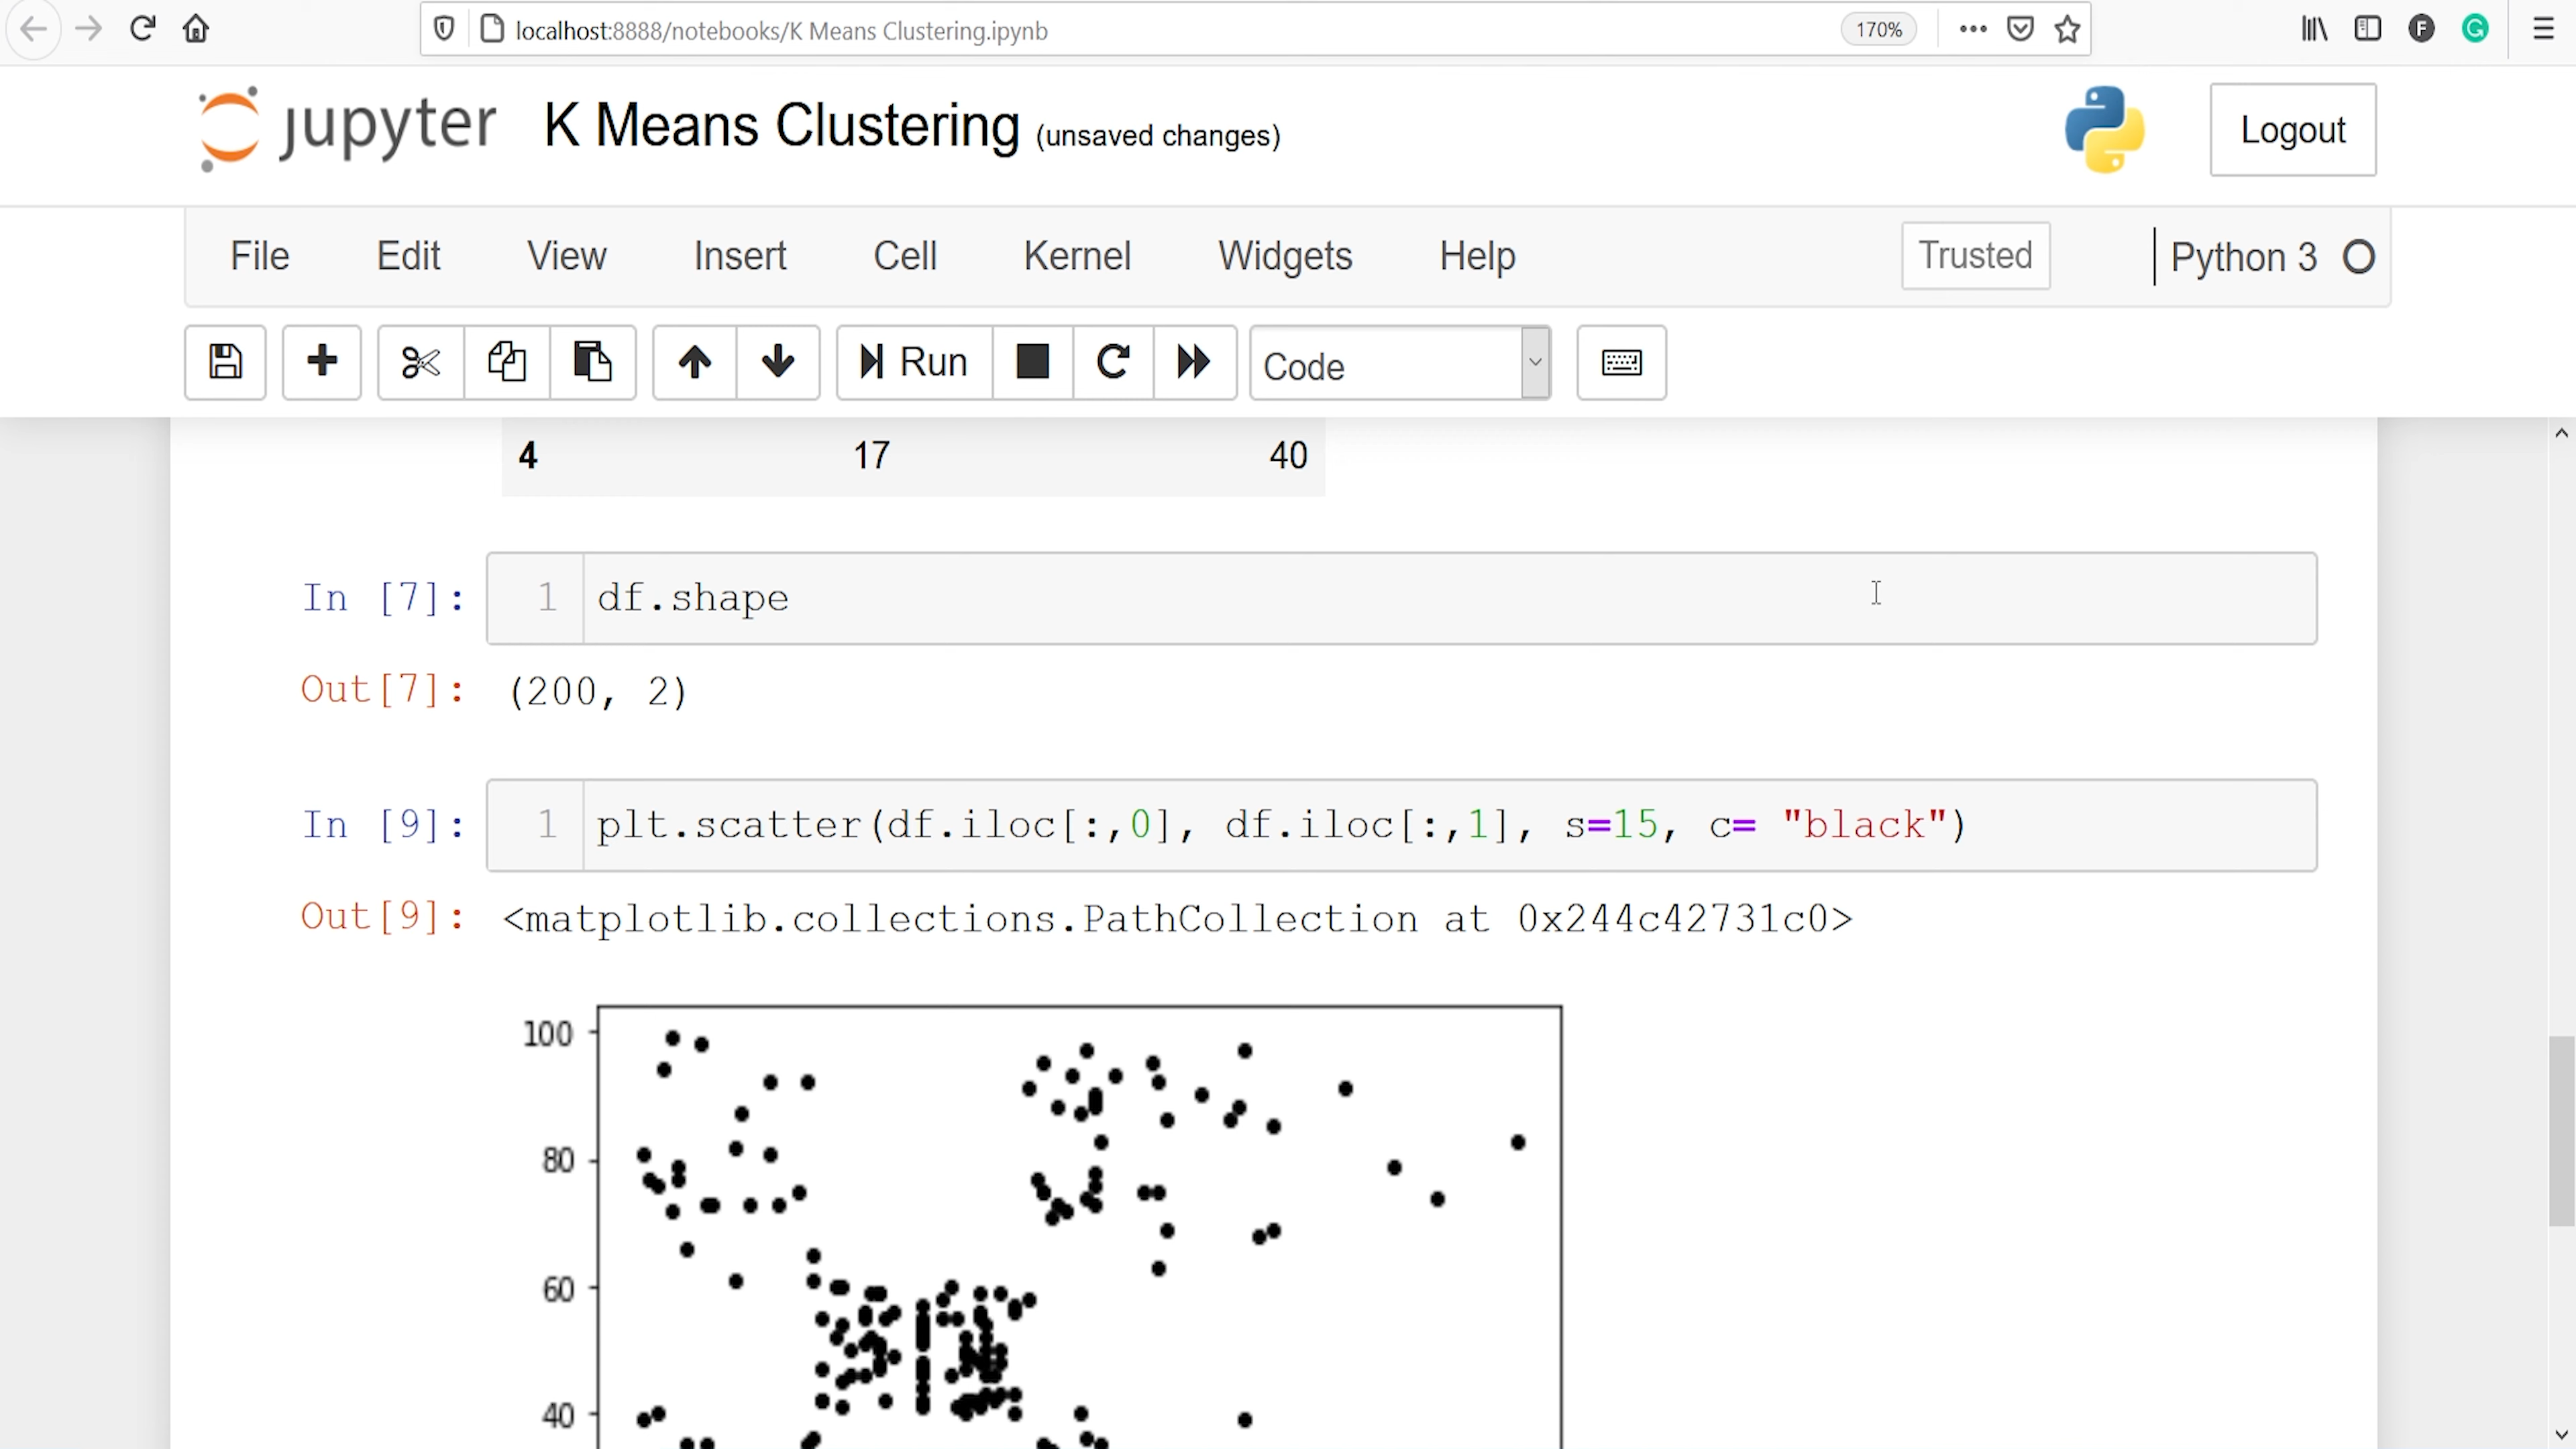 localhost:8888/notebooks/K Means Clustering.ipynb
170%
F
G
jupyter K Means Clustering (unsaved changes)
Logout
File Edit View Insert Cell Kernel Widgets Help
Trusted
Python 3
Run
Code
4 17 40
In [7]: 1 df.shape
Out[7]: (200, 2)
In [9]: 1 plt.scatter(df.iloc[:,0], df.iloc[:,1], s=15, c= "black")
Out[9]: <matplotlib.collections.PathCollection at 0x244c42731c0>
100
80
60
40